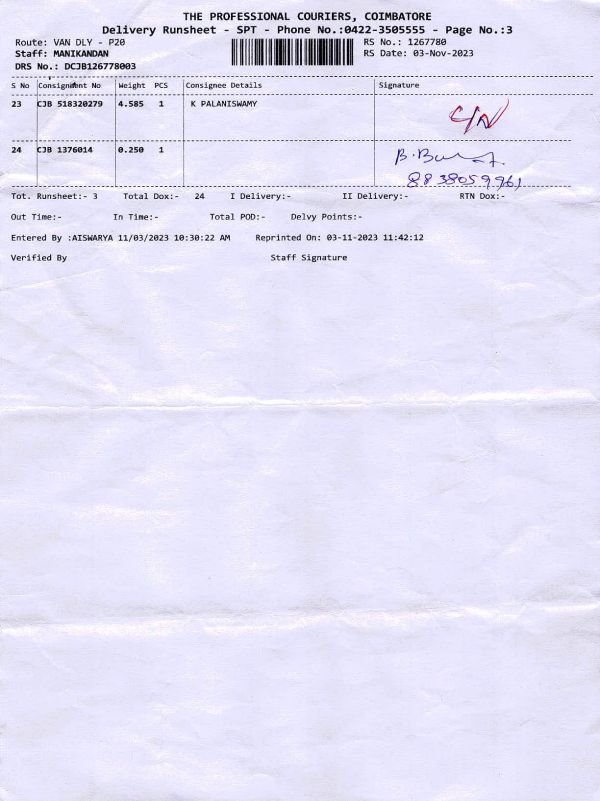 THE PROFESSIONAL COURIERS, COIMBATORE
Delivery Runsheet - SPT - Phone No.:0422-3505555 - Page No.:3
Route: VAN DLY - P20 RS No.: 1267780
Staff: MANIKANDAN RS Date: 03-Nov-2023
DRS No.: DCJB126778003
S No Consignment No Weight PCS Consignee Details Signature
23 CJB 518320279 4.585 1 K PALANISWAMY
24 CJB 1376014 0.250 1
8838059961
Tot. Runsheet:- 3 Total Dox:- 24 I Delivery:- II Delivery:- RTN Dox:-
Out Time:- In Time:- Total POD:- Delvy Points:-
Entered By :AISWARYA 11/03/2023 10:30:22 AM Reprinted On: 03-11-2023 11:42:12
Verified By Staff Signature